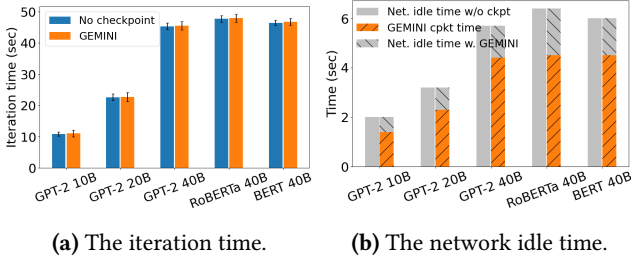 No checkpoint
GEMINI
Iteration time (sec)
50
40
30
20
10
0
GPT-2 10B
GPT-2 20B
GPT-2 40B
RoBERTa 40B
BERT 40B
(a) The iteration time.
Net. idle time w/o ckpt
GEMINI cpkt time
Net. idle time w. GEMINI
Time (sec)
6
4
2
0
GPT-2 10B
GPT-2 20B
GPT-2 40B
RoBERTa 40B
BERT 40B
(b) The network idle time.